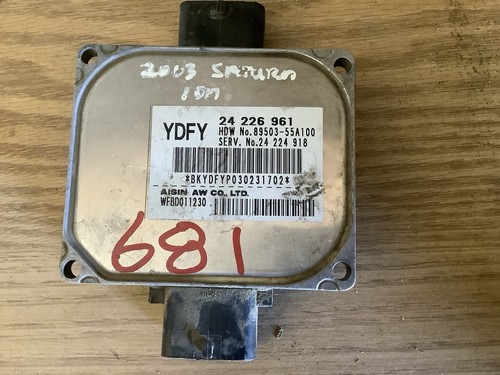 2003 SATURN
ION
YDFY
24 226 961
HDW No.89503-55A100
SERV. No.24 224 918
*BKYDFYP030231702*
AISIN AW CO., LTD.
WFBD011230
681